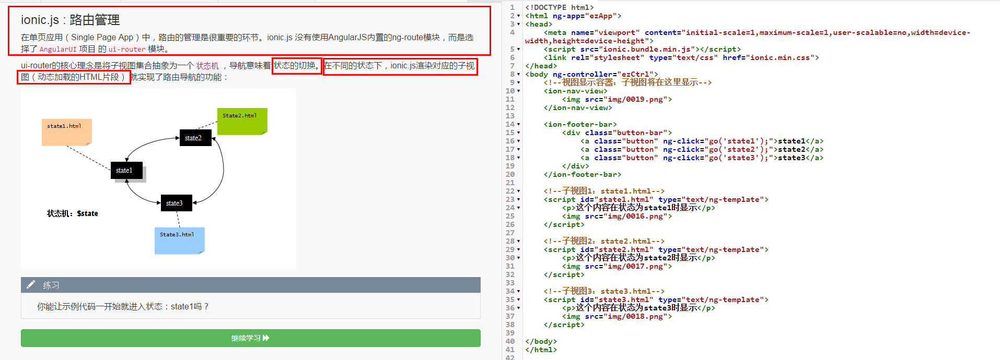 ionic.js : 路由管理
在单页应用（Single Page App）中，路由的管理是很重要的环节。ionic.js 没有使用AngularJS内置的ng-route模块，而是选
择了 AngularUI 项目 的 ui-router 模块。
ui-router的核心理念是将子视图集合抽象为一个 状态机 ，导航意味着 状态的切换。在不同的状态下，ionic.js渲染对应的子视
图（动态加载的HTML片段） 就实现了路由导航的功能：
State2.html
state1.html
state2
state1
state3
状态机：$state
State3.html
练习
你能让示例代码一开始就进入状态：state1吗？
继续学习
1 <!DOCTYPE html>
2 <html ng-app="ezApp">
3 <head>
4 <meta name="viewport" content="initial-scale=1,maximum-scale=1,user-scalable=no,width=device-
width,height=device-height">
5 <script src="ionic.bundle.min.js"></script>
6 <link rel="stylesheet" type="text/css" href="ionic.min.css">
7 </head>
8 <body ng-controller="ezCtrl">
9 <!--视图显示容器：子视图将在这里显示-->
10 <ion-nav-view>
11 <img src="img/0019.png">
12 </ion-nav-view>
13
14 <ion-footer-bar>
15 <div class="button-bar">
16 <a class="button" ng-click="go('state1');">state1</a>
17 <a class="button" ng-click="go('state2');">state2</a>
18 <a class="button" ng-click="go('state3');">state3</a>
19 </div>
20 </ion-footer-bar>
21
22 <!--子视图1：state1.html-->
23 <script id="state1.html" type="text/ng-template">
24 <p>这个内容在状态为state1时显示</p>
25 <img src="img/0016.png">
26 </script>
27
28 <!--子视图2：state2.html-->
29 <script id="state2.html" type="text/ng-template">
30 <p>这个内容在状态为state2时显示</p>
31 <img src="img/0017.png">
32 </script>
33
34 <!--子视图3：state3.html-->
35 <script id="state3.html" type="text/ng-template">
36 <p>这个内容在状态为state3时显示</p>
37 <img src="img/0018.png">
38 </script>
39
40 </body>
41 </html>
42